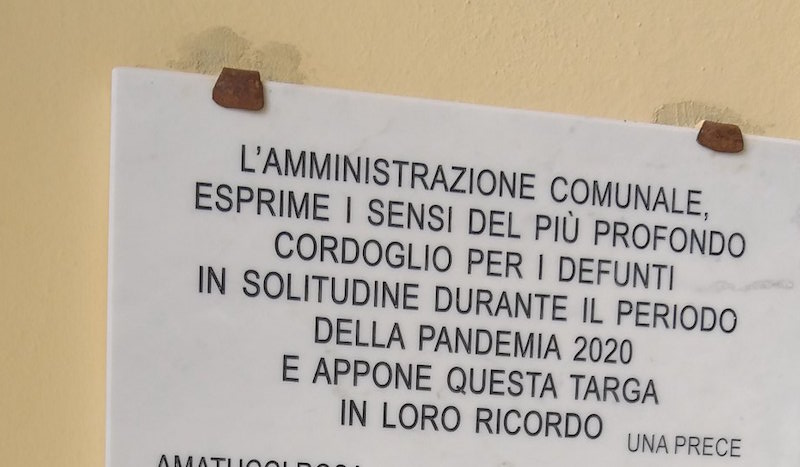 L'AMMINISTRAZIONE COMUNALE,
ESPRIME I SENSI DEL PIÙ PROFONDO
CORDOGLIO PER I DEFUNTI
IN SOLITUDINE DURANTE IL PERIODO
DELLA PANDEMIA 2020
E APPONE QUESTA TARGA
IN LORO RICORDO
UNA PRECE